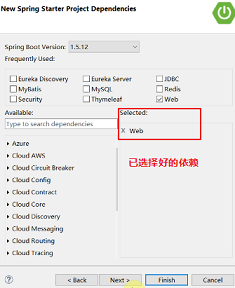 New Spring Starter Project Dependencies
Spring Boot Version: 1.5.12
Frequently Used:
Eureka Discovery Eureka Server JDBC
MyBatis MySQL Redis
Security Thymeleaf Web
Available: Selected:
Type to search dependencies X Web
Azure
Cloud AWS 已选择好的依赖
Cloud Circuit Breaker
Cloud Config
Cloud Contract
Cloud Core
Cloud Discovery
Cloud Messaging
Cloud Routing
Cloud Tracing
? < Back Next > Finish Cancel